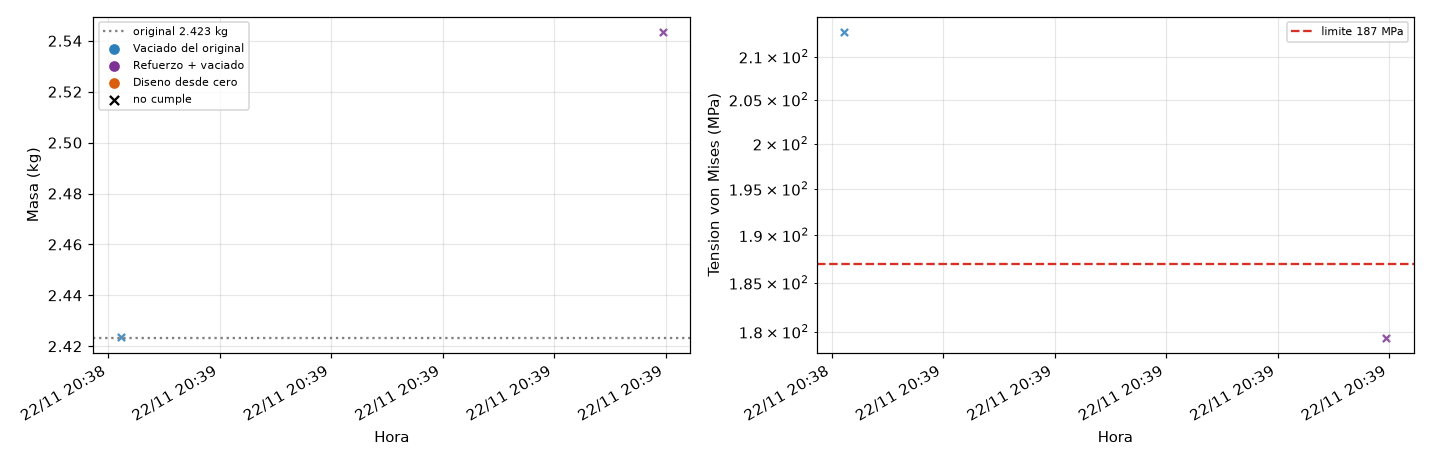 Masa (kg)
2.54
2.52
2.50
2.48
2.46
2.44
2.42
original 2.423 kg
Vaciado del original
Refuerzo + vaciado
Diseno desde cero
no cumple
22/11 20:38
22/11 20:39
22/11 20:39
22/11 20:39
22/11 20:39
22/11 20:39
Hora
Tension von Mises (MPa)
2.1 × 10²
2.05 × 10²
2 × 10²
1.95 × 10²
1.9 × 10²
1.85 × 10²
1.8 × 10²
limite 187 MPa
22/11 20:38
22/11 20:39
22/11 20:39
22/11 20:39
22/11 20:39
22/11 20:39
Hora